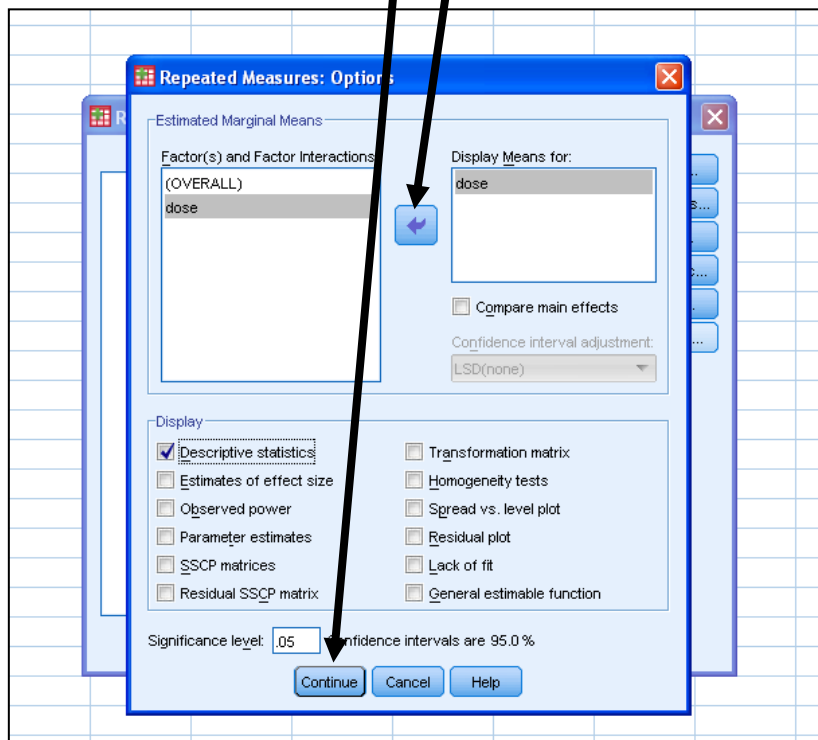 Repeated Measures: Options
R
Estimated Marginal Means
Factor(s) and Factor Interactions
Display Means for:
(OVERALL)
dose
dose
...
s...
Compare main effects
Confidence interval adjustment:
LSD(none)
Display
Descriptive statistics
Transformation matrix
Estimates of effect size
Homogeneity tests
Observed power
Spread vs. level plot
Parameter estimates
Residual plot
SSCP matrices
Lack of fit
Residual SSCP matrix
General estimable function
Significance level: .05 Confidence intervals are 95.0 %
Continue Cancel Help